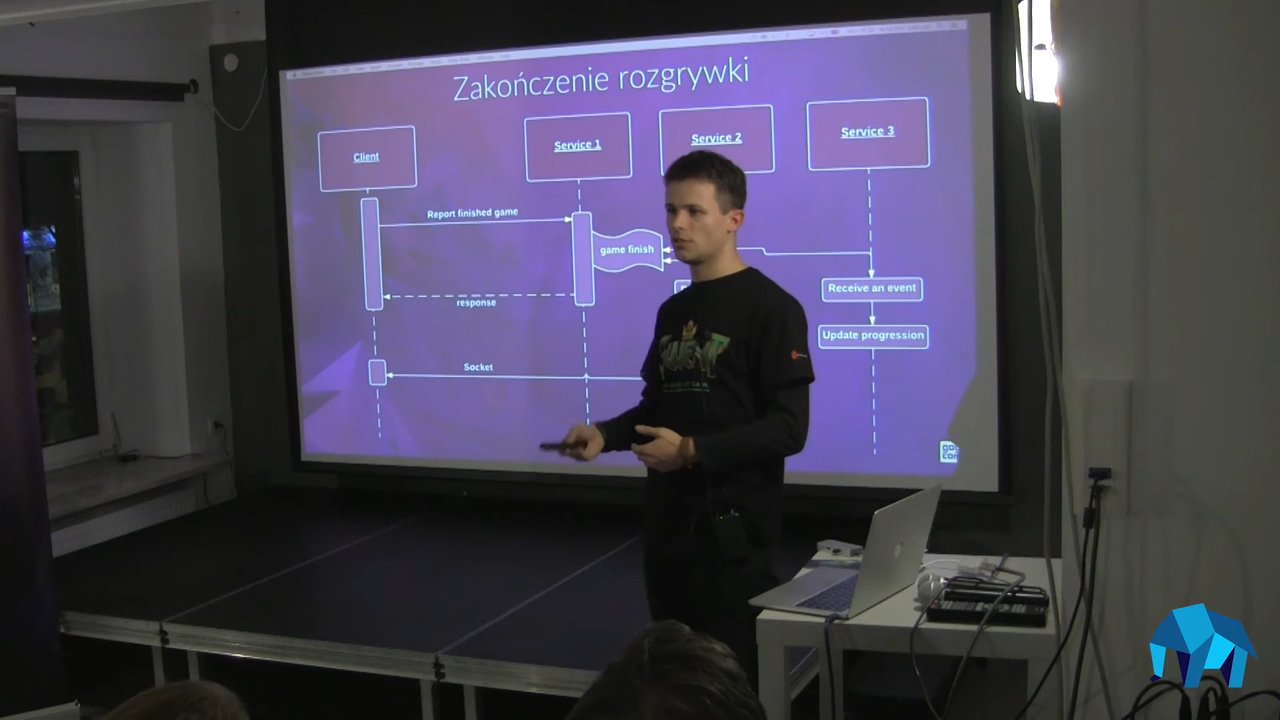 Zakończenie rozgrywki
Client
Service 1
Service 2
Service 3
Report finished game
game finish
Receive an event
response
Update progression
Socket